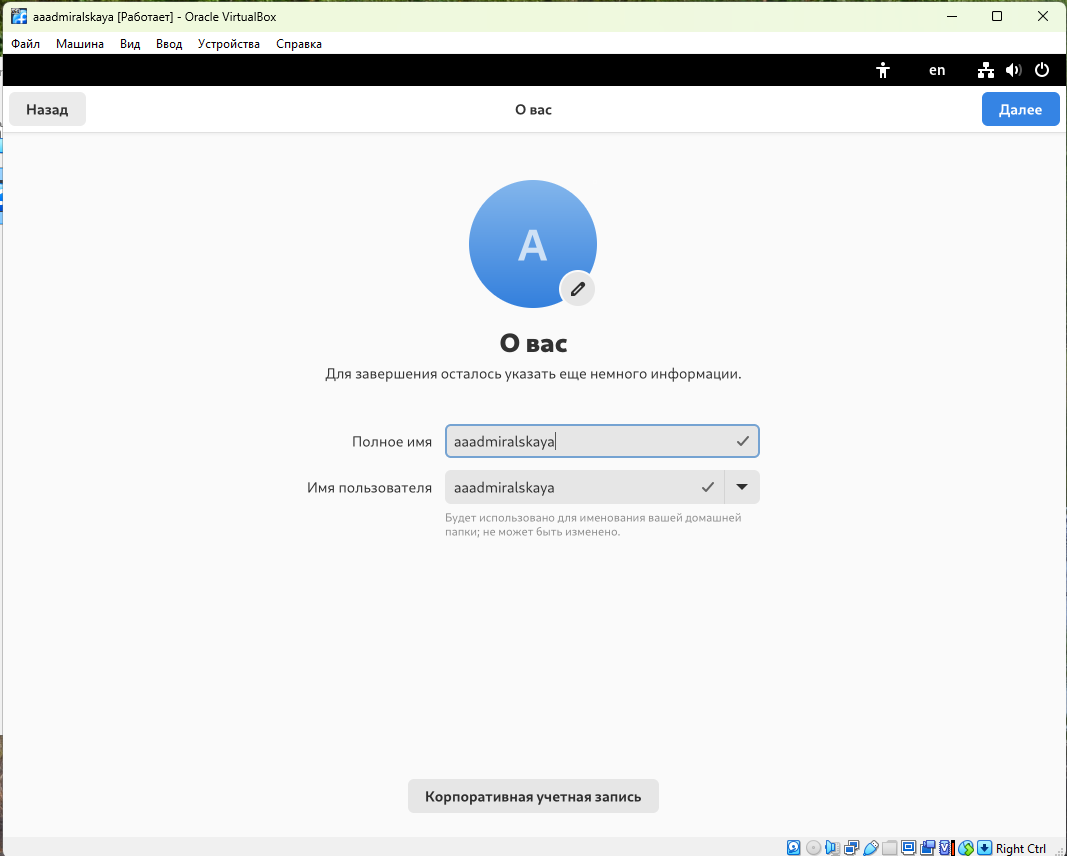 aaadmiralskaya [Работает] - Oracle VirtualBox
Файл Машина Вид Ввод Устройства Справка
en
Назад О вас Далее
A
О вас
Для завершения осталось указать еще немного информации.
Полное имя aaadmiralskaya
Имя пользователя aaadmiralskaya
Будет использовано для именования вашей домашней
папки; не может быть изменено.
Корпоративная учетная запись
Right Ctrl